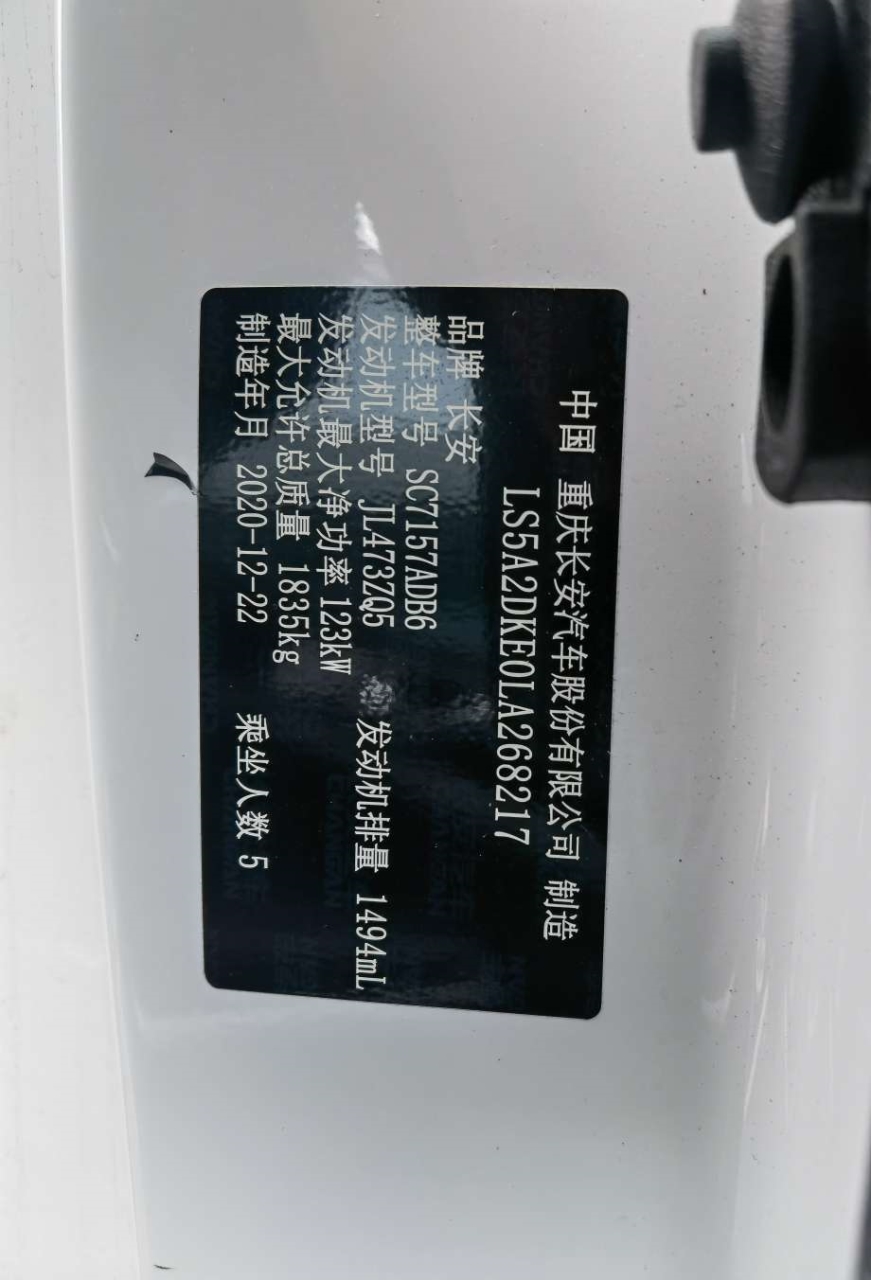 中国 重庆长安汽车股份有限公司 制造
LS5A2DKE0LA268217
品牌 长安
整车型号 SC7157ADB6
发动机型号 JL473ZQ5 发动机排量 1494mL
发动机最大净功率 123kW
最大允许总质量 1835kg
制造年月 2020-12-22 乘坐人数 5